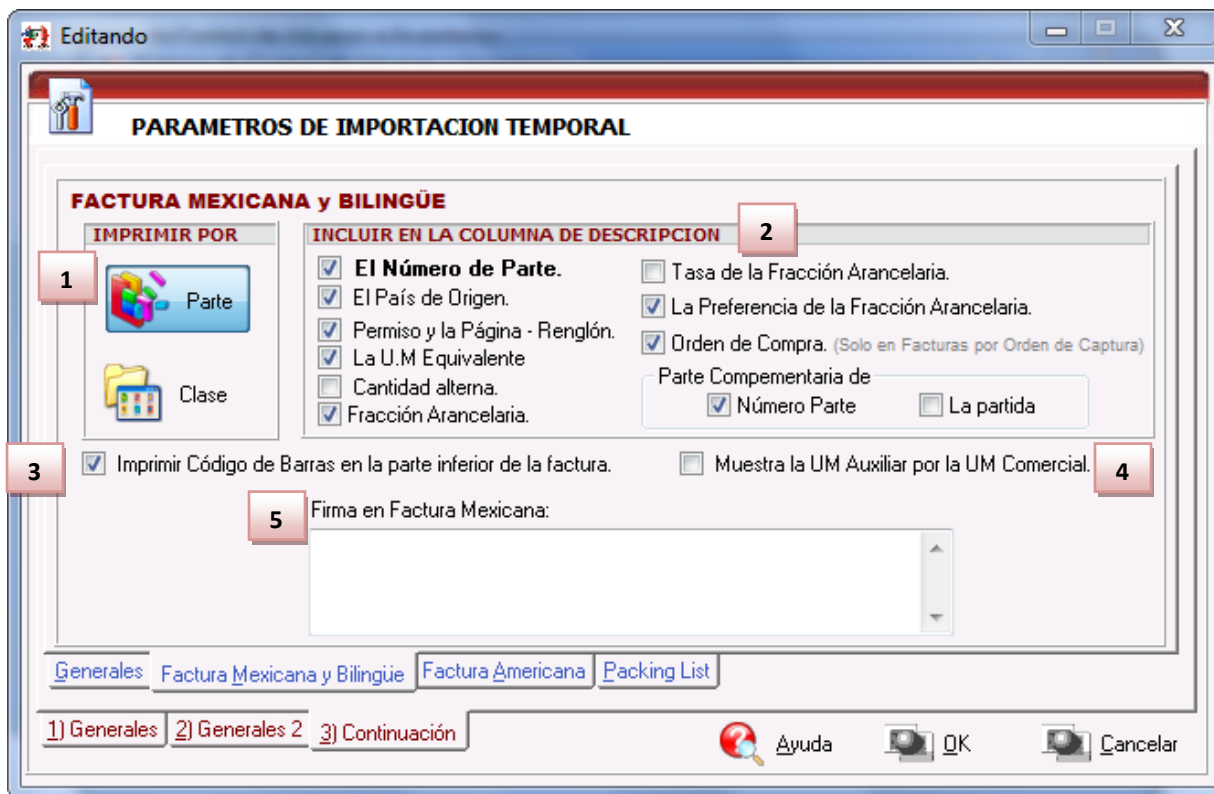 Editando
X
PARAMETROS DE IMPORTACION TEMPORAL
FACTURA MEXICANA y BILINGÜE
IMPRIMIR POR
1
Parte
Clase
INCLUIR EN LA COLUMNA DE DESCRIPCION
2
El Número de Parte.
El País de Origen.
Permiso y la Página - Renglón.
La U.M Equivalente
Cantidad alterna.
Fracción Arancelaria.
Tasa de la Fracción Arancelaria.
La Preferencia de la Fracción Arancelaria.
Orden de Compra. (Solo en Facturas por Orden de Captura)
Parte Compementaria de
Número Parte La partida
3 Imprimir Código de Barras en la parte inferior de la factura.
Muestra la UM Auxiliar por la UM Comercial. 4
5 Firma en Factura Mexicana:
Generales Factura Mexicana y Bilingüe Factura Americana Packing List
1) Generales 2) Generales 2 3) Continuación
Ayuda OK Cancelar